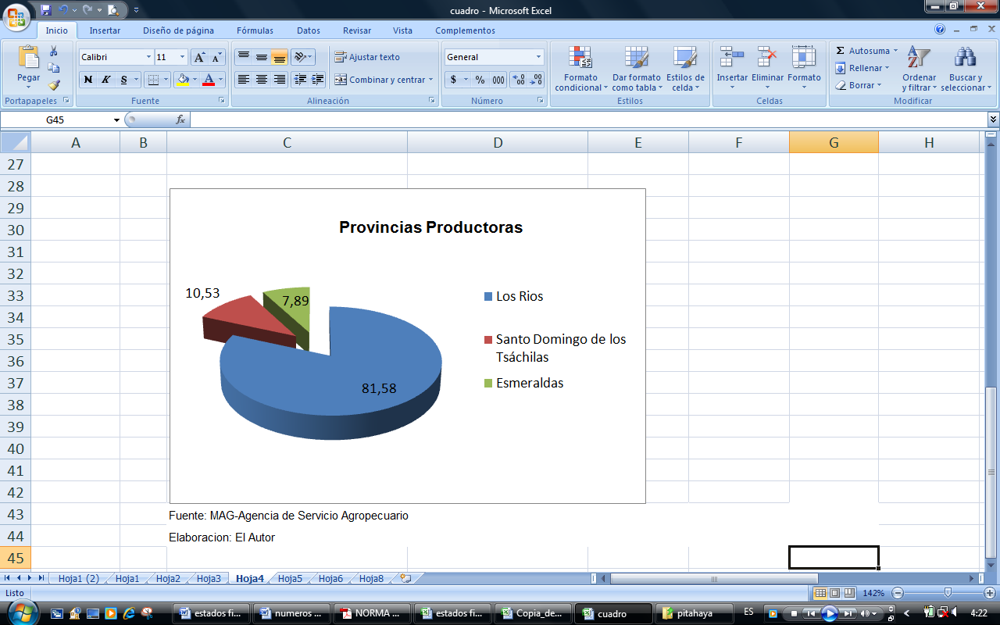 cuadro - Microsoft Excel
Inicio Insertar Diseño de página Fórmulas Datos Revisar Vista Complementos
Pegar
Calibri 11
N K S
Ajustar texto
Combinar y centrar
General
$ % 000
Formato condicional
Dar formato como tabla
Estilos de celda
Insertar Eliminar Formato
Σ Autosuma
Rellenar
Borrar
Ordenar y filtrar
Buscar y seleccionar
Portapapeles Fuente Alineación Número Estilos Celdas Modificar
G45 fx
A B C D E F G H
27
28
29
30
31
32
33
34
35
36
37
38
39
40
41
42
43
44
45
Provincias Productoras
10,53
7,89
81,58
Los Rios
Santo Domingo de los
Tsáchilas
Esmeraldas
Fuente: MAG-Agencia de Servicio Agropecuario
Elaboracion: El Autor
Hoja1 (2) Hoja1 Hoja2 Hoja3 Hoja4 Hoja5 Hoja6 Hoja8
Listo 142%
estados fi... numeros ... NORMA ... estados fi... Copia_de... cuadro pitahaya ES 4:22